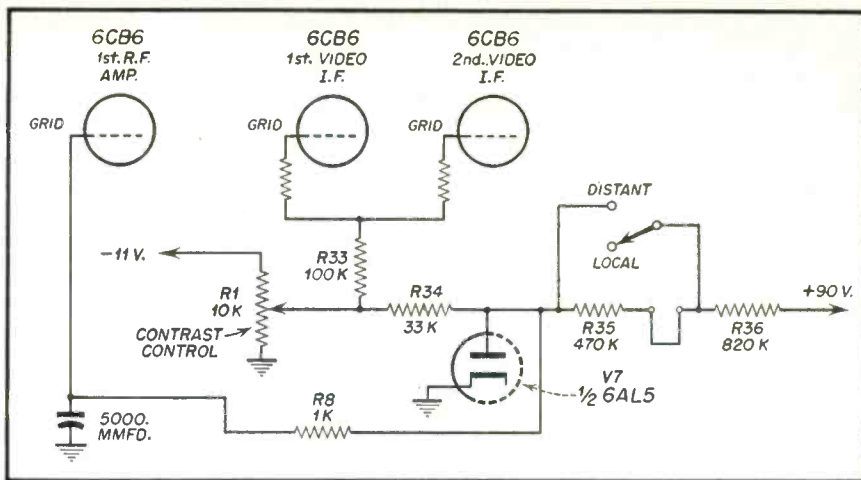 6CB6
1st. R.F.
AMP.
6CB6
1st. VIDEO
I.F.
6CB6
2nd. VIDEO
I.F.
GRID
GRID
GRID
DISTANT
LOCAL
-11 V.
R1
10 K
CONTRAST
CONTROL
R33
100 K
R34
33 K
R35
470 K
R36
820 K
+90 V.
V7
1/2 6AL5
R8
1 K
5000.
MMFD.